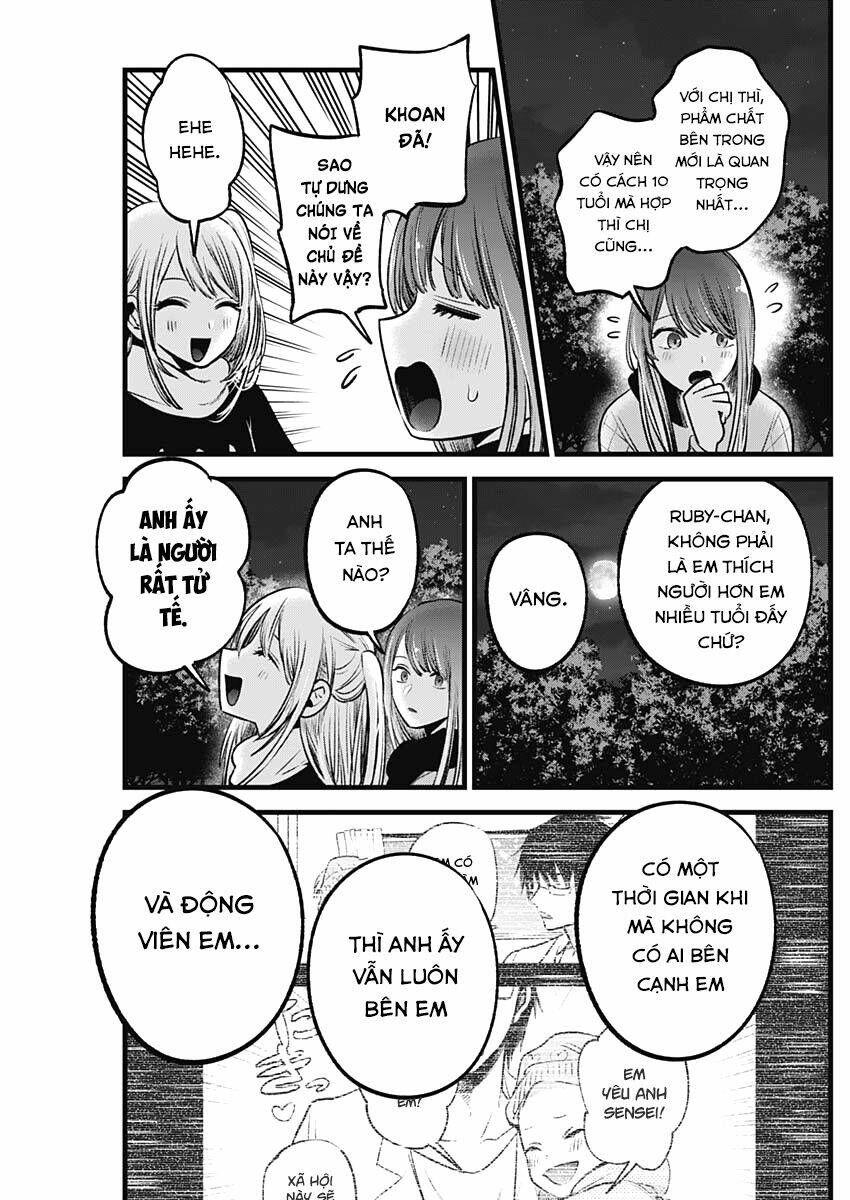 VỚI CHỊ THÌ,
PHẨM CHẤT
BÊN TRONG
MỚI LÀ QUAN
TRỌNG
NHẤT...
VẬY NÊN
CÓ CÁCH 10
TUỔI MÀ HỢP
THÌ CHỊ
CŨNG...
KHOAN
ĐÃ!
SAO
TỰ DƯNG
CHÚNG TA
NÓI VỀ
CHỦ ĐỀ
NÀY VẬY?
EHE
HEHE.
RUBY-CHAN,
KHÔNG PHẢI
LÀ EM THÍCH
NGƯỜI HƠN EM
NHIỀU TUỔI ĐẤY
CHỨ?
VÂNG.
ANH
TA THẾ
NÀO?
ANH ẤY
LÀ NGƯỜI
RẤT TỬ
TẾ.
CÓ MỘT
THỜI GIAN KHI
MÀ KHÔNG
CÓ AI BÊN
CẠNH EM
THÌ ANH ẤY
VẪN LUÔN
BÊN EM
VÀ ĐỘNG
VIÊN EM...
CÓ
EM
YÊU ANH
SENSEI!
EM?
XÃ HỘI
NÀY SẼ